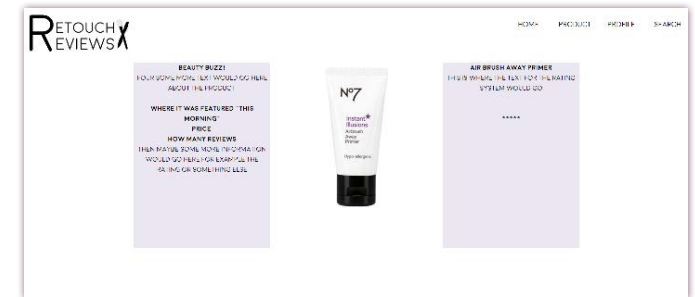 RETOUCH
REVIEWS
HOME PRODUCT PROFILE SEARCH
BEAUTY BUZZ!
SOME MORE TEXT WOULD GO HERE
ABOUT THE PRODUCT
WHERE IT WAS FEATURED "THIS
MORNING"
PRICE
HOW MANY REVIEWS
THEN MAYBE SOME MORE INFORMATION
WOULD GO HERE FOR EXAMPLE THE
RATING OR SOMETHING ELSE
No7
Instant
Illusions
Airbrush
Away
Primer
Hypo-allergenic
AIR BRUSH AWAY PRIMER
THIS IS WHERE THE TEXT FOR THE RATING
SYSTEM WOULD GO
*****